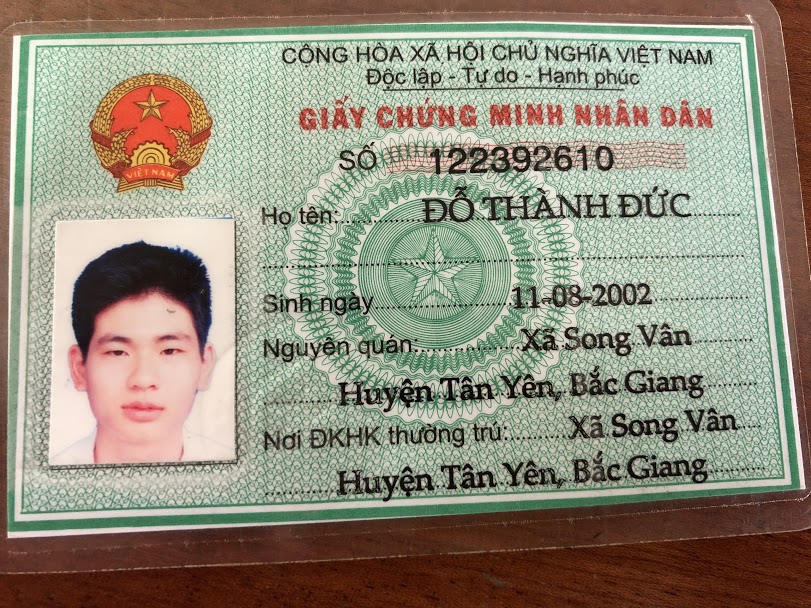 CỘNG HÒA XÃ HỘI CHỦ NGHĨA VIỆT NAM
Độc lập - Tự do - Hạnh phúc
GIẤY CHỨNG MINH NHÂN DÂN
SỐ 122392610
VIỆT NAM
Họ tên: ĐỖ THÀNH ĐỨC
Sinh ngày 11-08-2002
Nguyên quán: Xã Song Vân
Huyện Tân Yên, Bắc Giang
Nơi ĐKHK thường trú: Xã Song Vân
Huyện Tân Yên, Bắc Giang